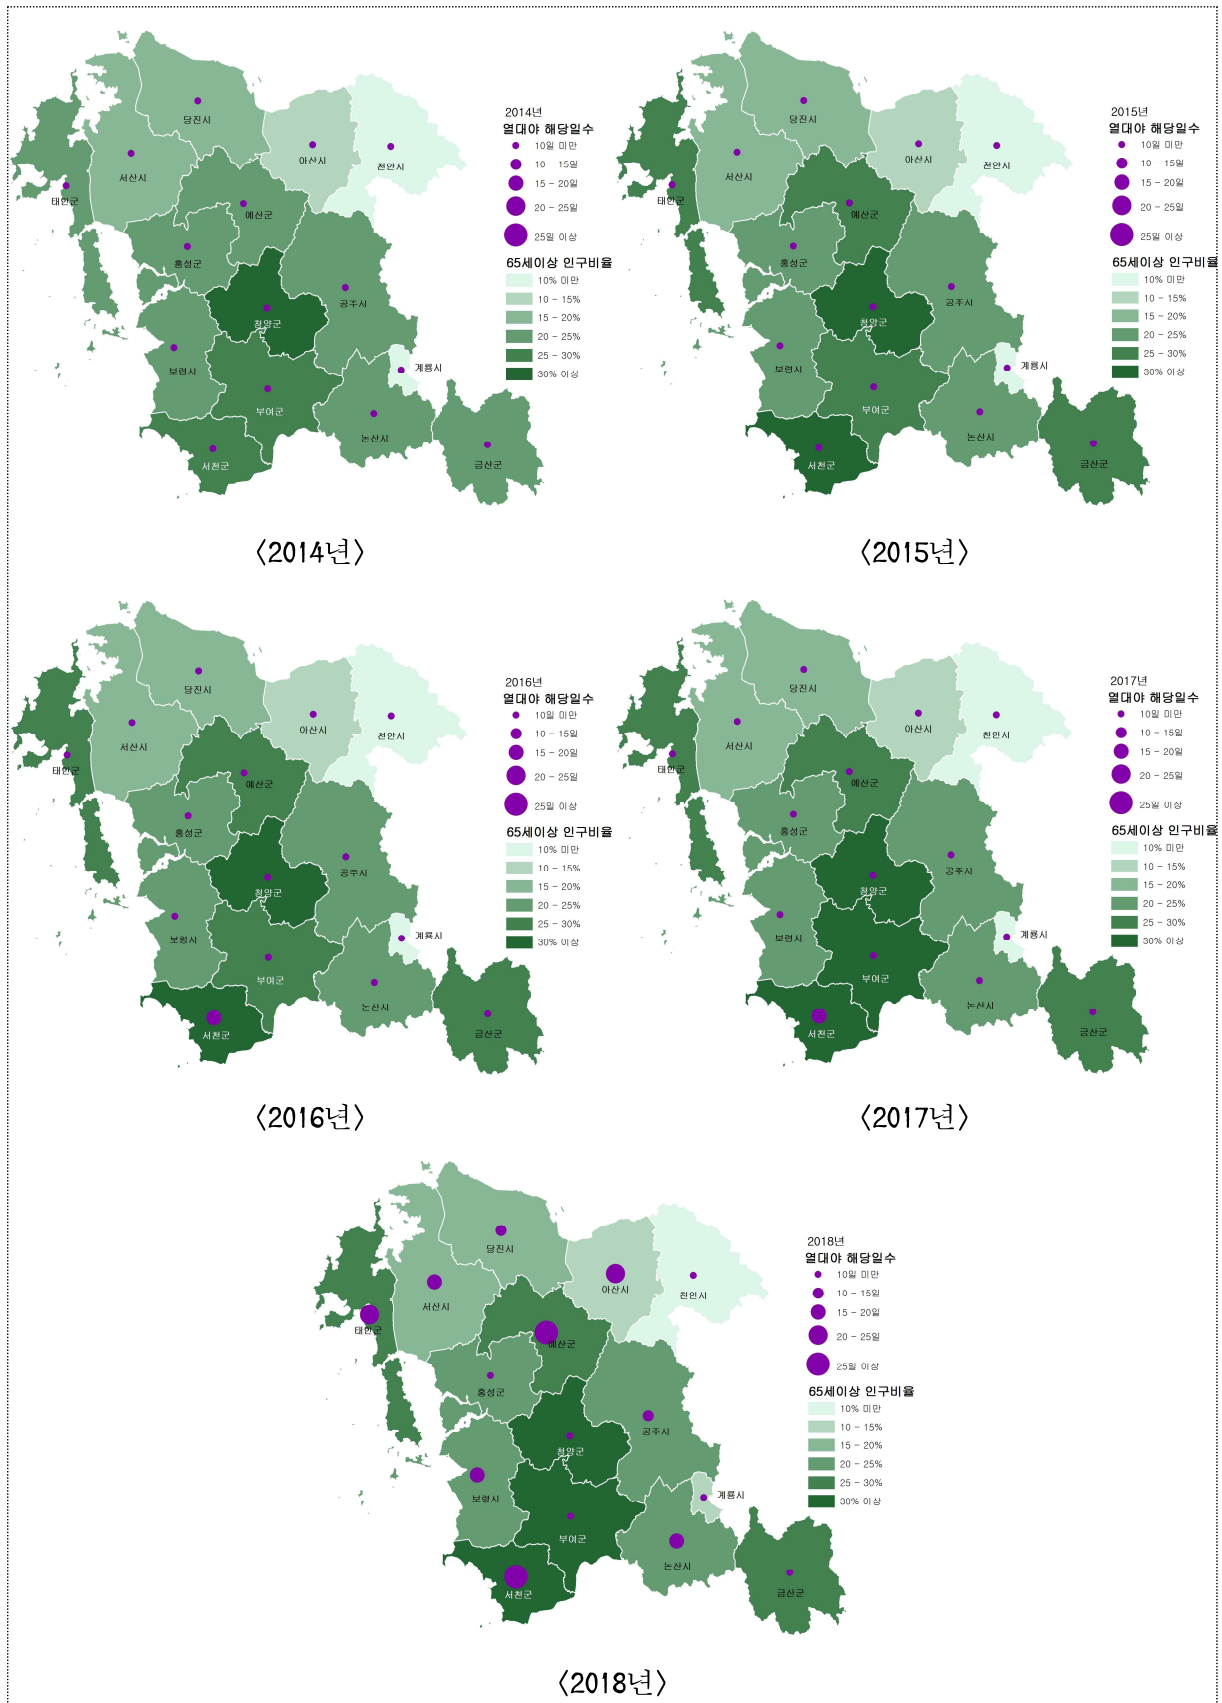 2014년
열대야 해당일수
10일 미만
10 15일
15 - 20일
20 - 25일
25일 이상
65세이상 인구비율
10% 미만
10 - 15%
15 - 20%
20 - 25%
25 - 30%
30% 이상
당진시
아산시
천안시
서산시
태안군
예산군
홍성군
공주시
청양군
보령시
계룡시
부여군
논산시
서천군
금산군
<2014년>
2015년
열대야 해당일수
10일 미만
10 15일
15 - 20일
20 - 25일
25일 이상
65세이상 인구비율
10% 미만
10 - 15%
15 - 20%
20 - 25%
25 - 30%
30% 이상
당진시
아산시
천안시
서산시
태안군
예산군
홍성군
공주시
청양군
보령시
계룡시
부여군
논산시
서천군
금산군
<2015년>
2016년
열대야 해당일수
10일 미만
10 - 15일
15 - 20일
20 - 25일
25일 이상
65세이상 인구비율
10% 미만
10 - 15%
15 - 20%
20 - 25%
25 - 30%
30% 이상
당진시
아산시
천안시
서산시
태안군
예산군
홍성군
공주시
청양군
보령시
계룡시
부여군
논산시
서천군
금산군
<2016년>
2017년
열대야 해당일수
10일 미만
10 - 15일
15 - 20일
20 - 25일
25일 이상
65세이상 인구비율
10% 미만
10 - 15%
15 - 20%
20 - 25%
25 - 30%
30% 이상
당진시
아산시
천안시
서산시
태안군
예산군
홍성군
공주시
청양군
보령시
계룡시
부여군
논산시
서천군
금산군
<2017년>
2018년
열대야 해당일수
10일 미만
10 - 15일
15 - 20일
20 - 25일
25일 이상
65세이상 인구비율
10% 미만
10 - 15%
15 - 20%
20 - 25%
25 - 30%
30% 이상
당진시
아산시
천안시
서산시
태안군
예산군
홍성군
공주시
청양군
보령시
계룡시
부여군
논산시
서천군
금산군
<2018년>